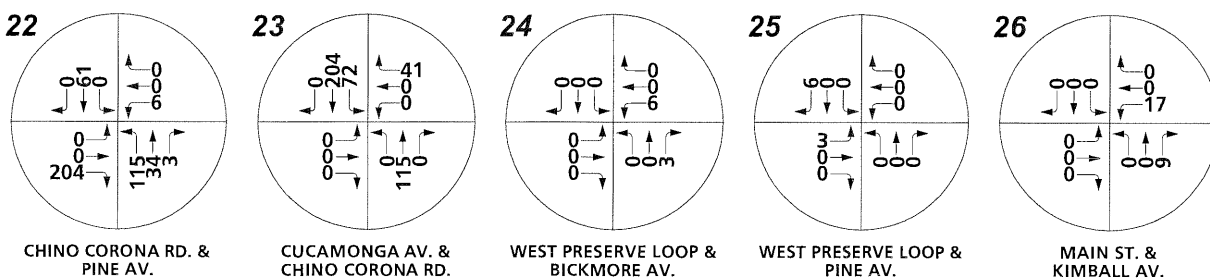 22
0 61 0
0
0
6
0
0
204
115 34 3
CHINO CORONA RD. &
PINE AV.
23
0 204 72
41
0
0
0
0
0
0 115 0
CUCAMONGA AV. &
CHINO CORONA RD.
24
0 0 0
0
0
6
0
0
0
0 0 3
WEST PRESERVE LOOP &
BICKMORE AV.
25
6 0 0
0
0
0
3
0
0
0 0 0
WEST PRESERVE LOOP &
PINE AV.
26
0 0 0
0
0
17
0
0
0
0 0 9
MAIN ST. &
KIMBALL AV.